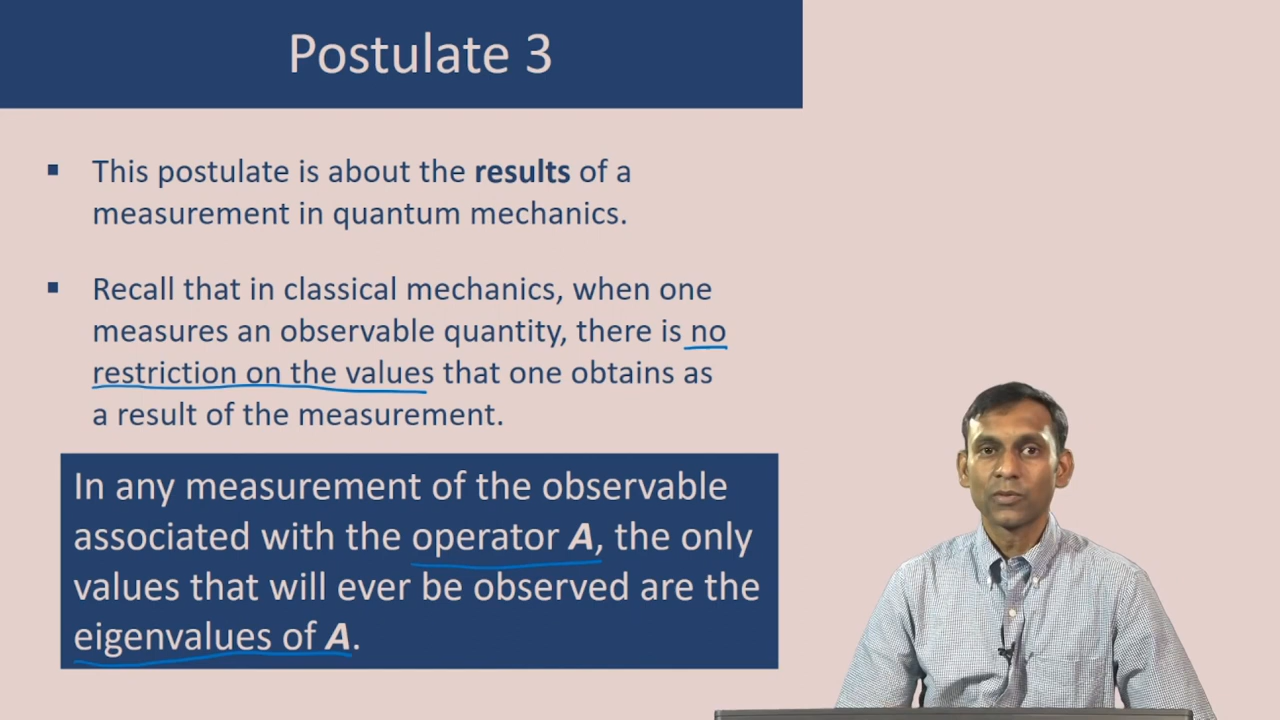 Postulate 3
▪ This postulate is about the results of a
measurement in quantum mechanics.
▪ Recall that in classical mechanics, when one
measures an observable quantity, there is no
restriction on the values that one obtains as
a result of the measurement.
In any measurement of the observable
associated with the operator A, the only
values that will ever be observed are the
eigenvalues of A.